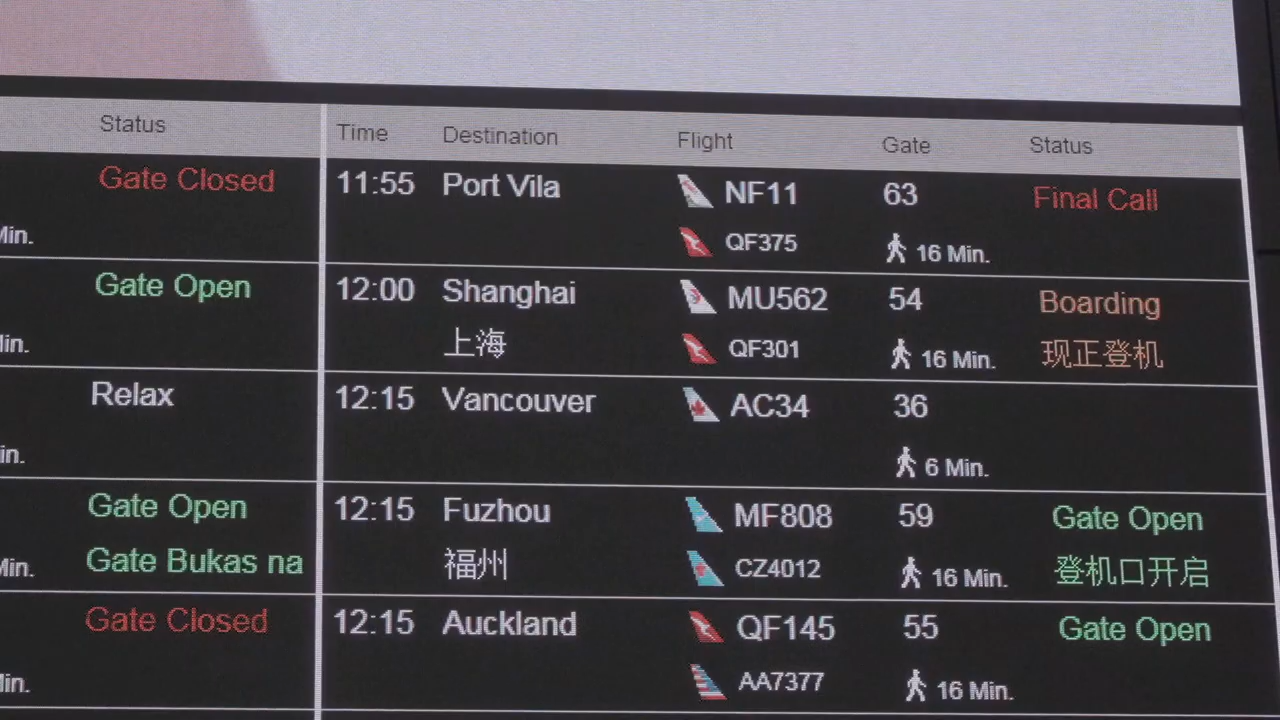 Status
Gate Closed
Min.
Gate Open
Min.
Relax
in.
Gate Open
Min.
Gate Bukas na
Gate Closed
Min.
Time Destination Flight Gate Status
11:55 Port Vila NF11 63 Final Call
QF375 16 Min.
12:00 Shanghai MU562 54 Boarding
上海 QF301 16 Min. 现正登机
12:15 Vancouver AC34 36
6 Min.
12:15 Fuzhou MF808 59 Gate Open
福州 CZ4012 16 Min. 登机口开启
12:15 Auckland QF145 55 Gate Open
AA7377 16 Min.